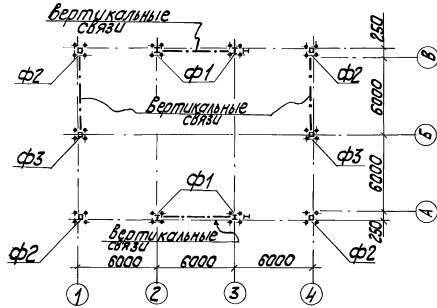 вертикальные
связи
250
В
ф2
ф1
ф2
6000
вертикальные
связи
Б
ф3
ф3
6000
ф1
А
250
ф2
вертикальные
связи
ф2
6000
6000
6000
1
2
3
4